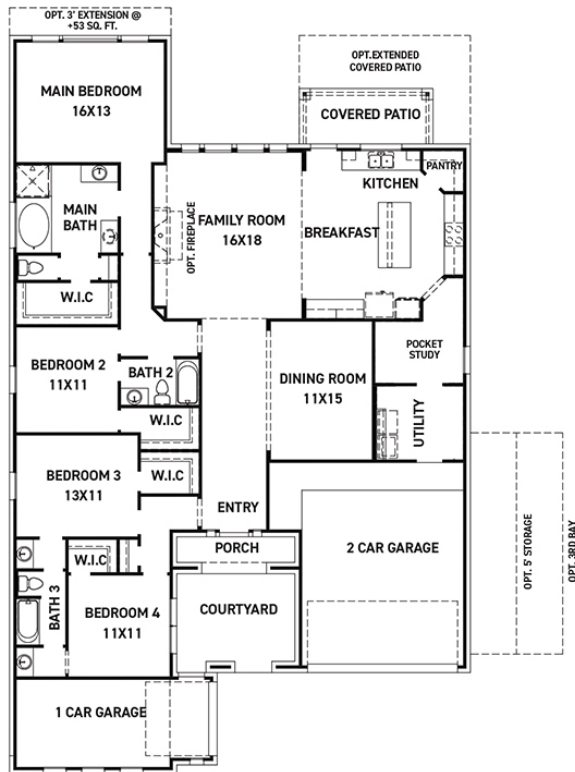 OPT. 3' EXTENSION @
+53 SQ. FT.
MAIN BEDROOM
16X13
OPT.EXTENDED
COVERED PATIO
COVERED PATIO
PANTRY
KITCHEN
MAIN
BATH
OPT. FIREPLACE
FAMILY ROOM
16X18
BREAKFAST
W.I.C
BEDROOM 2
11X11
BATH 2
POCKET
STUDY
DINING ROOM
11X15
W.I.C
UTILITY
BEDROOM 3
13X11
W.I.C
ENTRY
PORCH
2 CAR GARAGE
OPT. 5' STORAGE
OPT. 3RD BAY
W.I.C
BATH 3
BEDROOM 4
11X11
COURTYARD
1 CAR GARAGE